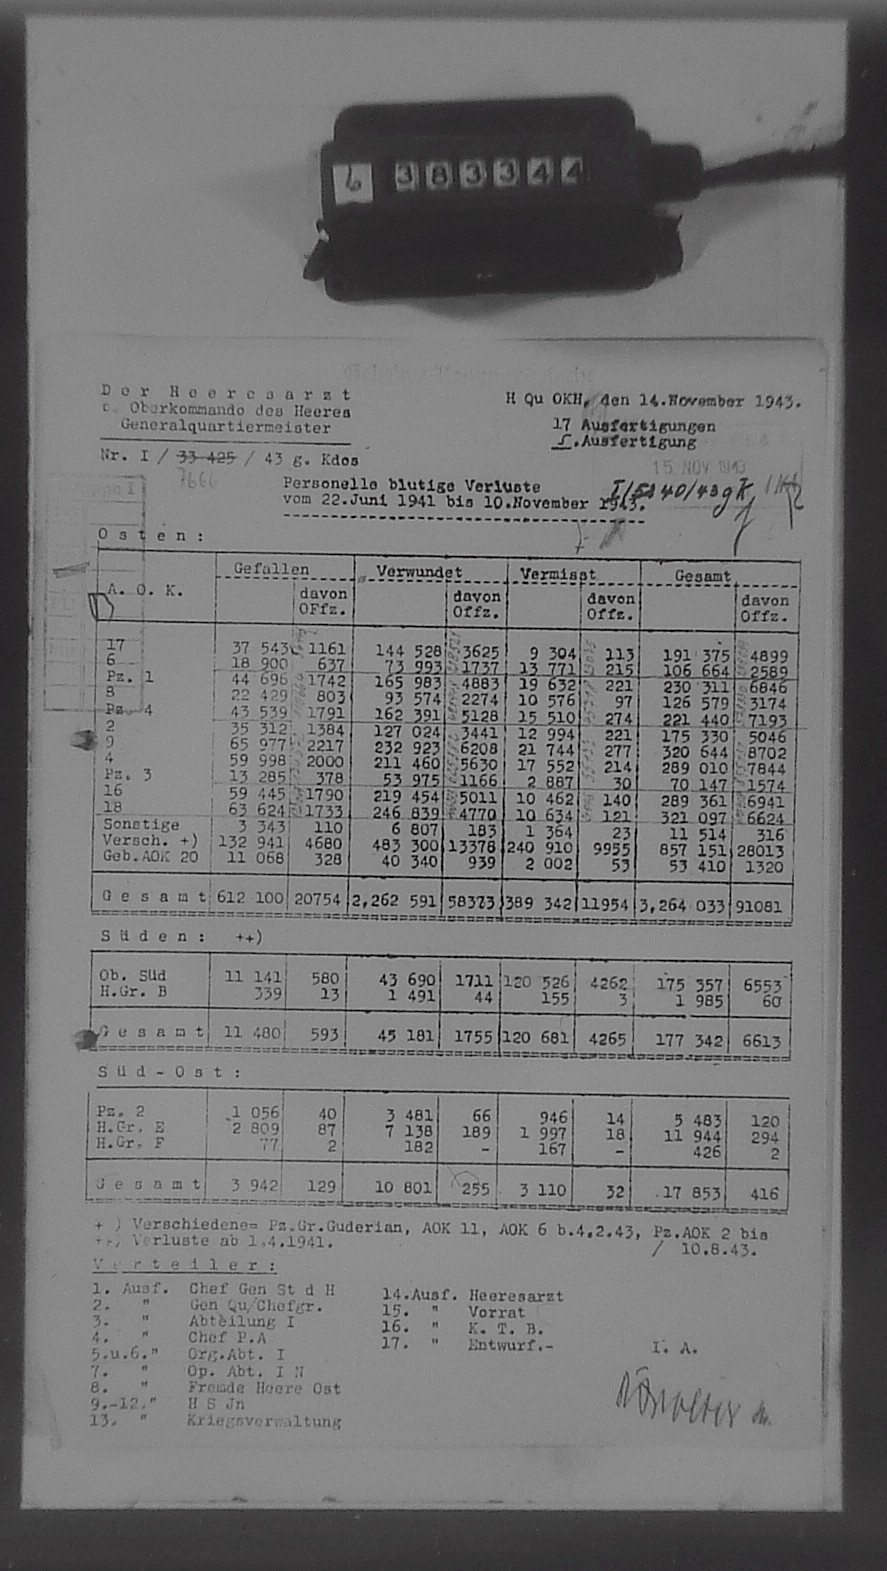 6 383344
Der Heeresarzt
Oberkommando des Heeres
Generalquartiermeister
H Qu OKH, den 14.November 1943.
17 Ausfertigungen
5.Ausfertigung
Nr. I / 33 425 / 43 g. Kdos
7666
15 NOV 1943
Personelle blutige Verluste
vom 22.Juni 1941 bis 10.November 1943.
Osten:
Gefallen Verwundet Vermisst Gesamt
A. O. K. davon OFfz. davon Offz. davon Offz. davon Offz.
17 37 543 1161 144 528 3625 9 304 113 191 375 4899
6 18 900 637 73 993 1737 13 771 215 106 664 2589
Pz. 1 44 696 1742 165 983 4883 19 632 221 230 311 6846
8 22 429 803 93 574 2274 10 576 97 126 579 3174
Pz. 4 43 539 1791 162 391 5128 15 510 274 221 440 7193
2 35 312 1384 127 024 3441 12 994 221 175 330 5046
9 65 977 2217 232 923 6208 21 744 277 320 644 8702
4 59 998 2000 211 460 5630 17 552 214 289 010 7844
Pz. 3 13 285 378 53 975 1166 2 887 30 70 147 1574
16 59 445 1790 219 454 5011 10 462 140 289 361 6941
18 63 624 1733 246 839 4770 10 634 121 321 097 6624
Sonstige 3 343 110 6 807 183 1 364 23 11 514 316
Versch. +) 132 941 4680 483 300 13378 240 910 9955 857 151 28013
Geb.AOK 20 11 068 328 40 340 939 2 002 53 53 410 1320
Gesamt 612 100 20754 2,262 591 58373 389 342 11954 3,264 033 91081
Süden: ++)
Ob. Süd 11 141 580 43 690 1711 120 526 4262 175 357 6553
H.Gr. B 339 13 1 491 44 155 3 1 985 60
Gesamt 11 480 593 45 181 1755 120 681 4265 177 342 6613
Süd-Ost:
Pz. 2 1 056 40 3 481 66 946 14 5 483 120
H.Gr. E 2 809 87 7 138 189 1 997 18 11 944 294
H.Gr. F 77 2 182 - 167 - 426 2
Gesamt 3 942 129 10 801 255 3 110 32 17 853 416
+ ) Verschiedene= Pz.Gr.Guderian, AOK 11, AOK 6 b.4.2.43, Pz.AOK 2 bis
++) Verluste ab 1.4.1941. / 10.8.43.
Verteiler:
1. Ausf. Chef Gen St d H
2. " Gen Qu/Chefgr.
3. " Abteilung I
4. " Chef P.A
5.u.6." Org.Abt. I
7. " Op. Abt. I N
8. " Fremde Heere Ost
9.-12." H S Jn
13. " Kriegsverwaltung
14.Ausf. Heeresarzt
15. " Vorrat
16. " K. T. B.
17. " Entwurf.-
I. A.